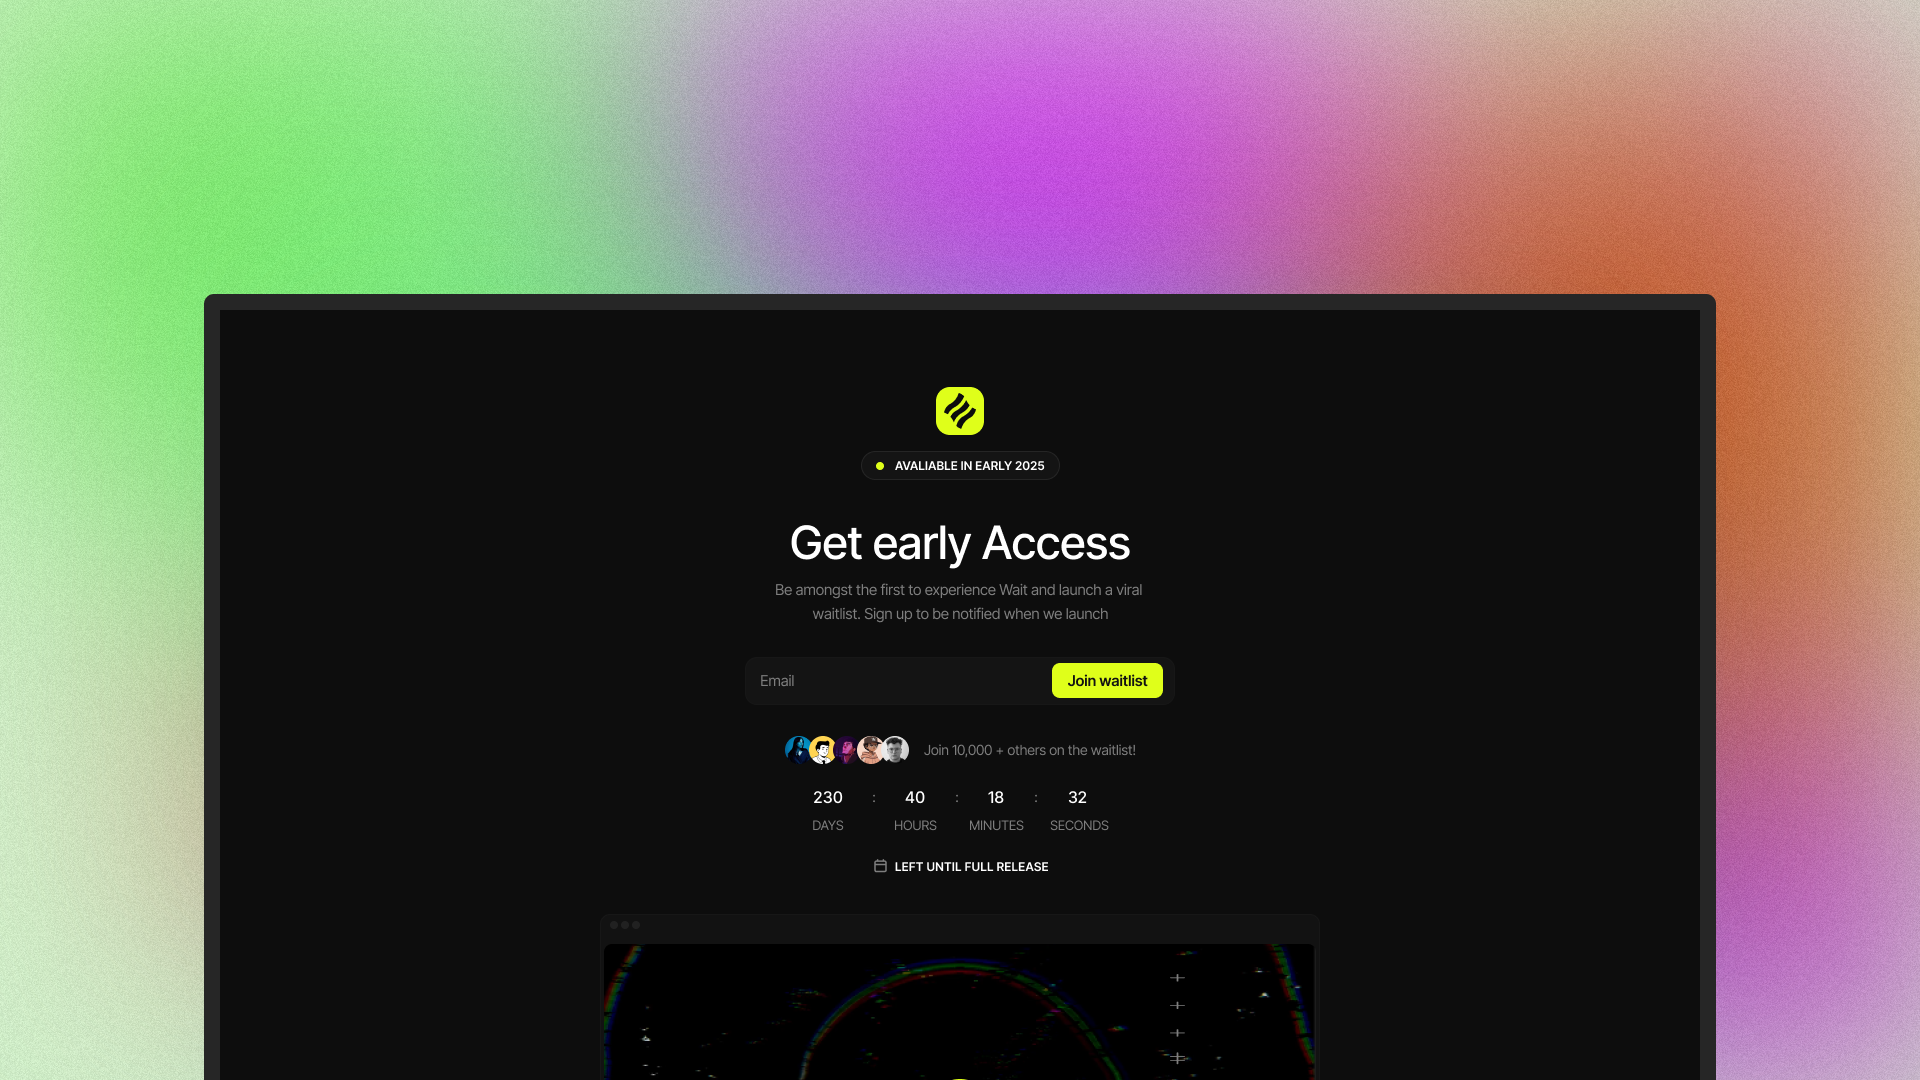 AVALIABLE IN EARLY 2025
Get early Access
Be amongst the first to experience Wait and launch a viral
waitlist. Sign up to be notified when we launch
Email
Join waitlist
Join 10,000 + others on the waitlist!
230 : 40 : 18 : 32
DAYS HOURS MINUTES SECONDS
LEFT UNTIL FULL RELEASE